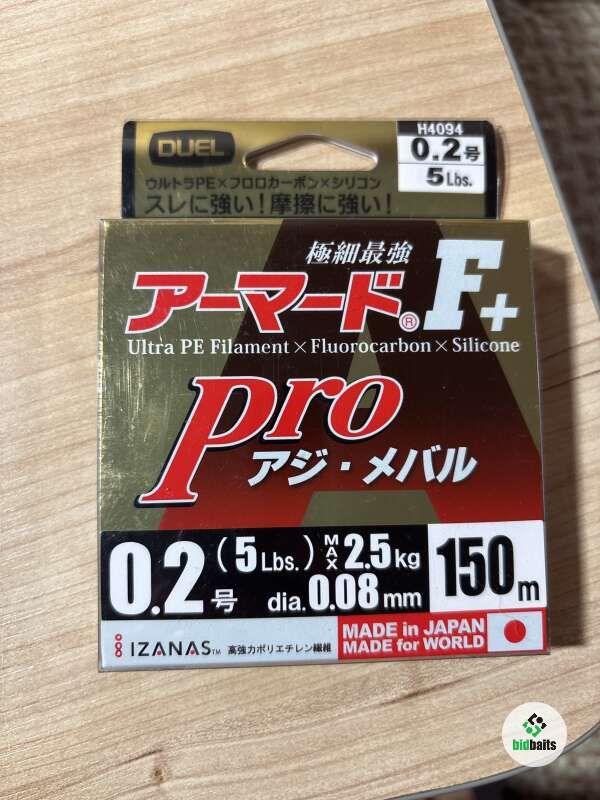 H4094
DUEL
0.2号
5 Lbs.
ウルトラPE×フロロカーボン×シリコン
スレに強い!摩擦に強い!
極細最強
アーマード® F+
Ultra PE Filament × Fluorocarbon × Silicone
Pro
アジ・メバル
0.2号 (5 Lbs.) MAX 2.5kg
dia. 0.08mm
150m
IZANAS™ 高強力ポリエチレン繊維
MADE in JAPAN
MADE for WORLD
bidbaits